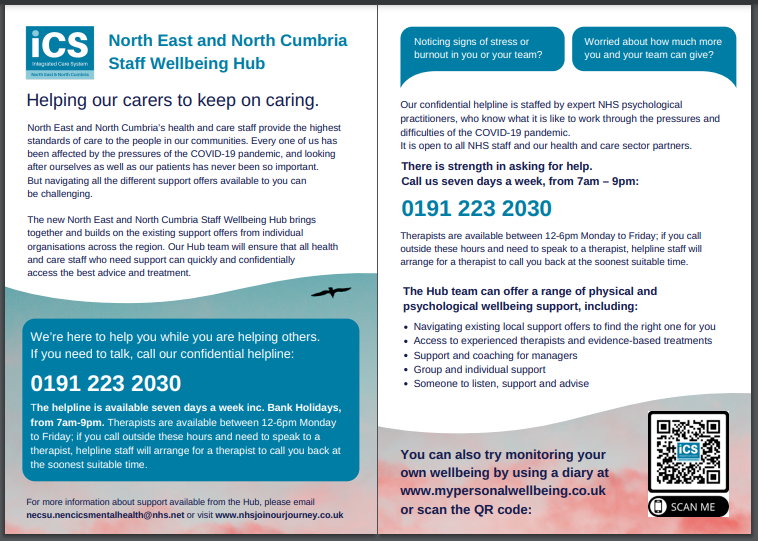 iCS
Integrated Care System
North East & North Cumbria
North East and North Cumbria
Staff Wellbeing Hub
Helping our carers to keep on caring.
North East and North Cumbria's health and care staff provide the highest
standards of care to the people in our communities. Every one of us has
been affected by the pressures of the COVID-19 pandemic, and looking
after ourselves as well as our patients has never been so important.
But navigating all the different support offers available to you can
be challenging.
The new North East and North Cumbria Staff Wellbeing Hub brings
together and builds on the existing support offers from individual
organisations across the region. Our Hub team will ensure that all health
and care staff who need support can quickly and confidentially
access the best advice and treatment.
We're here to help you while you are helping others.
If you need to talk, call our confidential helpline:
0191 223 2030
The helpline is available seven days a week inc. Bank Holidays,
from 7am-9pm. Therapists are available between 12-6pm Monday
to Friday; if you call outside these hours and need to speak to a
therapist, helpline staff will arrange for a therapist to call you back at
the soonest suitable time.
For more information about support available from the Hub, please email
necsu.nencicsmentalhealth@nhs.net or visit www.nhsjoinourjourney.co.uk
Noticing signs of stress or
burnout in you or your team?
Worried about how much more
you and your team can give?
Our confidential helpline is staffed by expert NHS psychological
practitioners, who know what it is like to work through the pressures and
difficulties of the COVID-19 pandemic.
It is open to all NHS staff and our health and care sector partners.
There is strength in asking for help.
Call us seven days a week, from 7am – 9pm:
0191 223 2030
Therapists are available between 12-6pm Monday to Friday; if you call
outside these hours and need to speak to a therapist, helpline staff will
arrange for a therapist to call you back at the soonest suitable time.
The Hub team can offer a range of physical and
psychological wellbeing support, including:
• Navigating existing local support offers to find the right one for you
• Access to experienced therapists and evidence-based treatments
• Support and coaching for managers
• Group and individual support
• Someone to listen, support and advise
You can also try monitoring your
own wellbeing by using a diary at
www.mypersonalwellbeing.co.uk
or scan the QR code:
iCS
SCAN ME